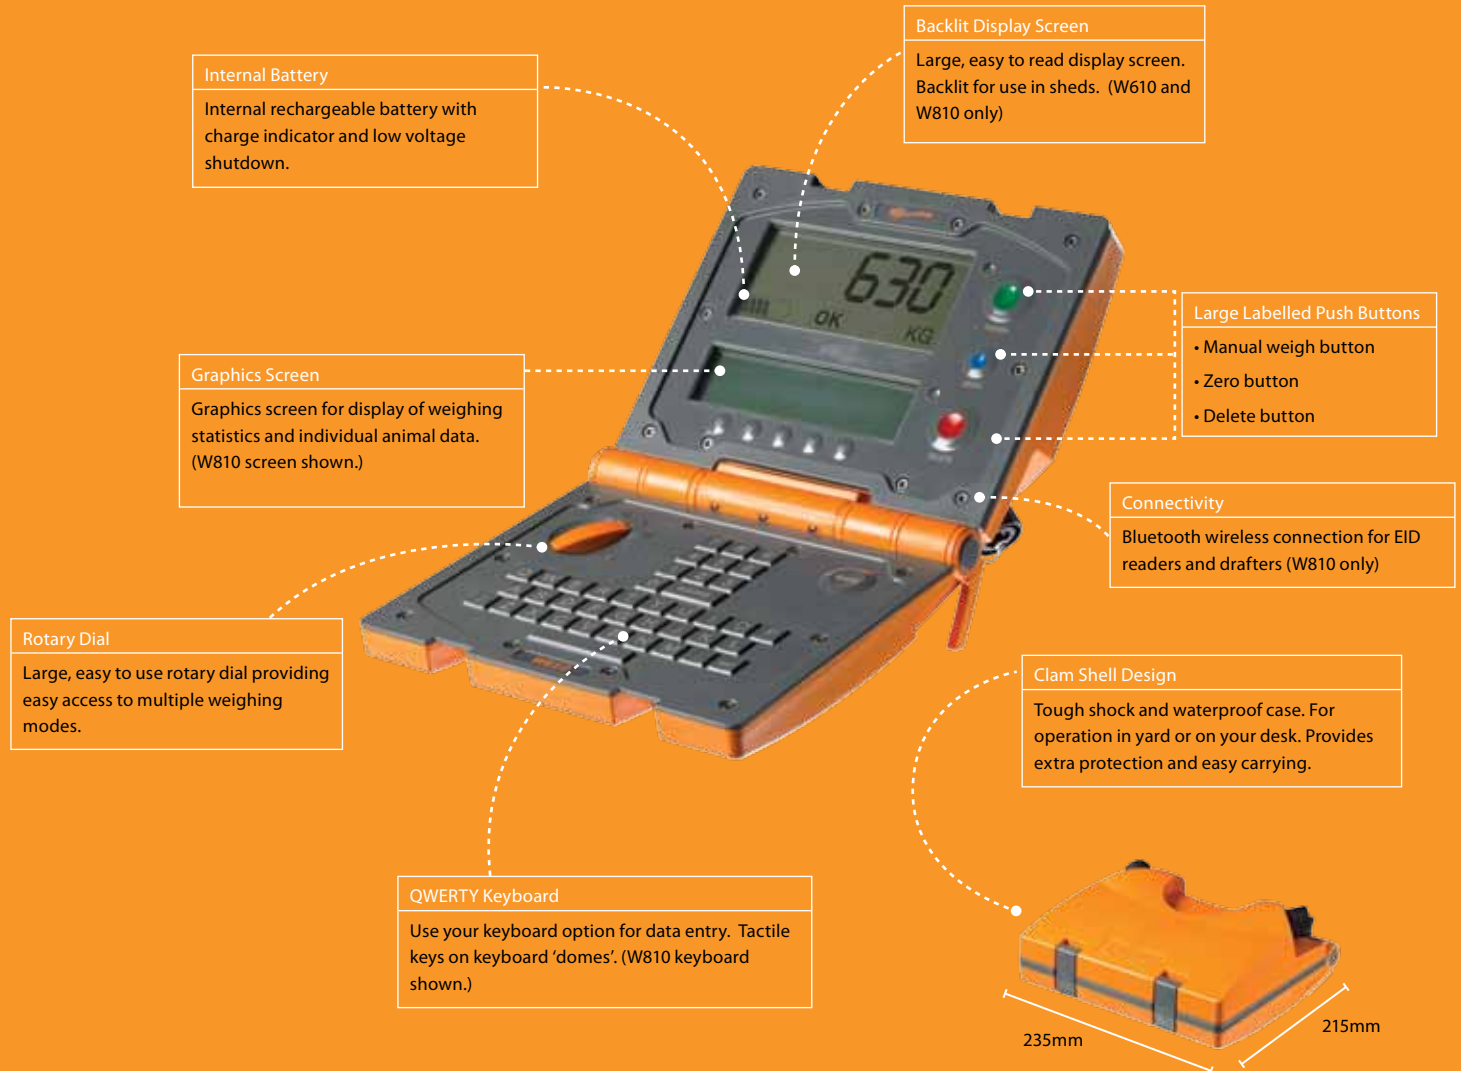 Backlit Display Screen
Large, easy to read display screen.
Backlit for use in sheds.  (W610 and
W810 only)
Internal Battery
Internal rechargeable battery with
charge indicator and low voltage
shutdown.
630
OK
KG
Large Labelled Push Buttons
• Manual weigh button
• Zero button
• Delete button
Graphics Screen
Graphics screen for display of weighing
statistics and individual animal data.
(W810 screen shown.)
Connectivity
Bluetooth wireless connection for EID
readers and drafters (W810 only)
Rotary Dial
Large, easy to use rotary dial providing
easy access to multiple weighing
modes.
Clam Shell Design
Tough shock and waterproof case. For
operation in yard or on your desk. Provides
extra protection and easy carrying.
QWERTY Keyboard
Use your keyboard option for data entry.  Tactile
keys on keyboard ‘domes’. (W810 keyboard
shown.)
235mm
215mm